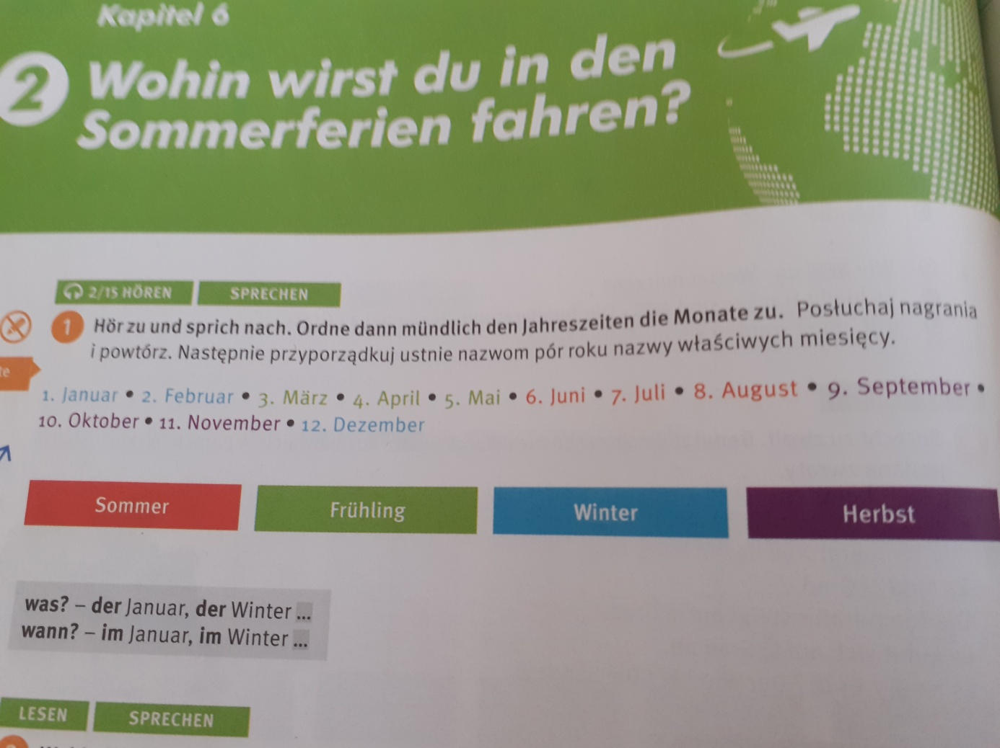 Kapitel 6
2 Wohin wirst du in den
Sommerferien fahren?
2/15 HÖREN SPRECHEN
1 Hör zu und sprich nach. Ordne dann mündlich den Jahreszeiten die Monate zu. Posłuchaj nagrania
i powtórz. Następnie przyporządkuj ustnie nazwom pór roku nazwy właściwych miesięcy.
1. Januar • 2. Februar • 3. März • 4. April • 5. Mai • 6. Juni • 7. Juli • 8. August • 9. September •
10. Oktober • 11. November • 12. Dezember
Sommer Frühling Winter Herbst
was? – der Januar, der Winter ...
wann? – im Januar, im Winter ...
LESEN SPRECHEN